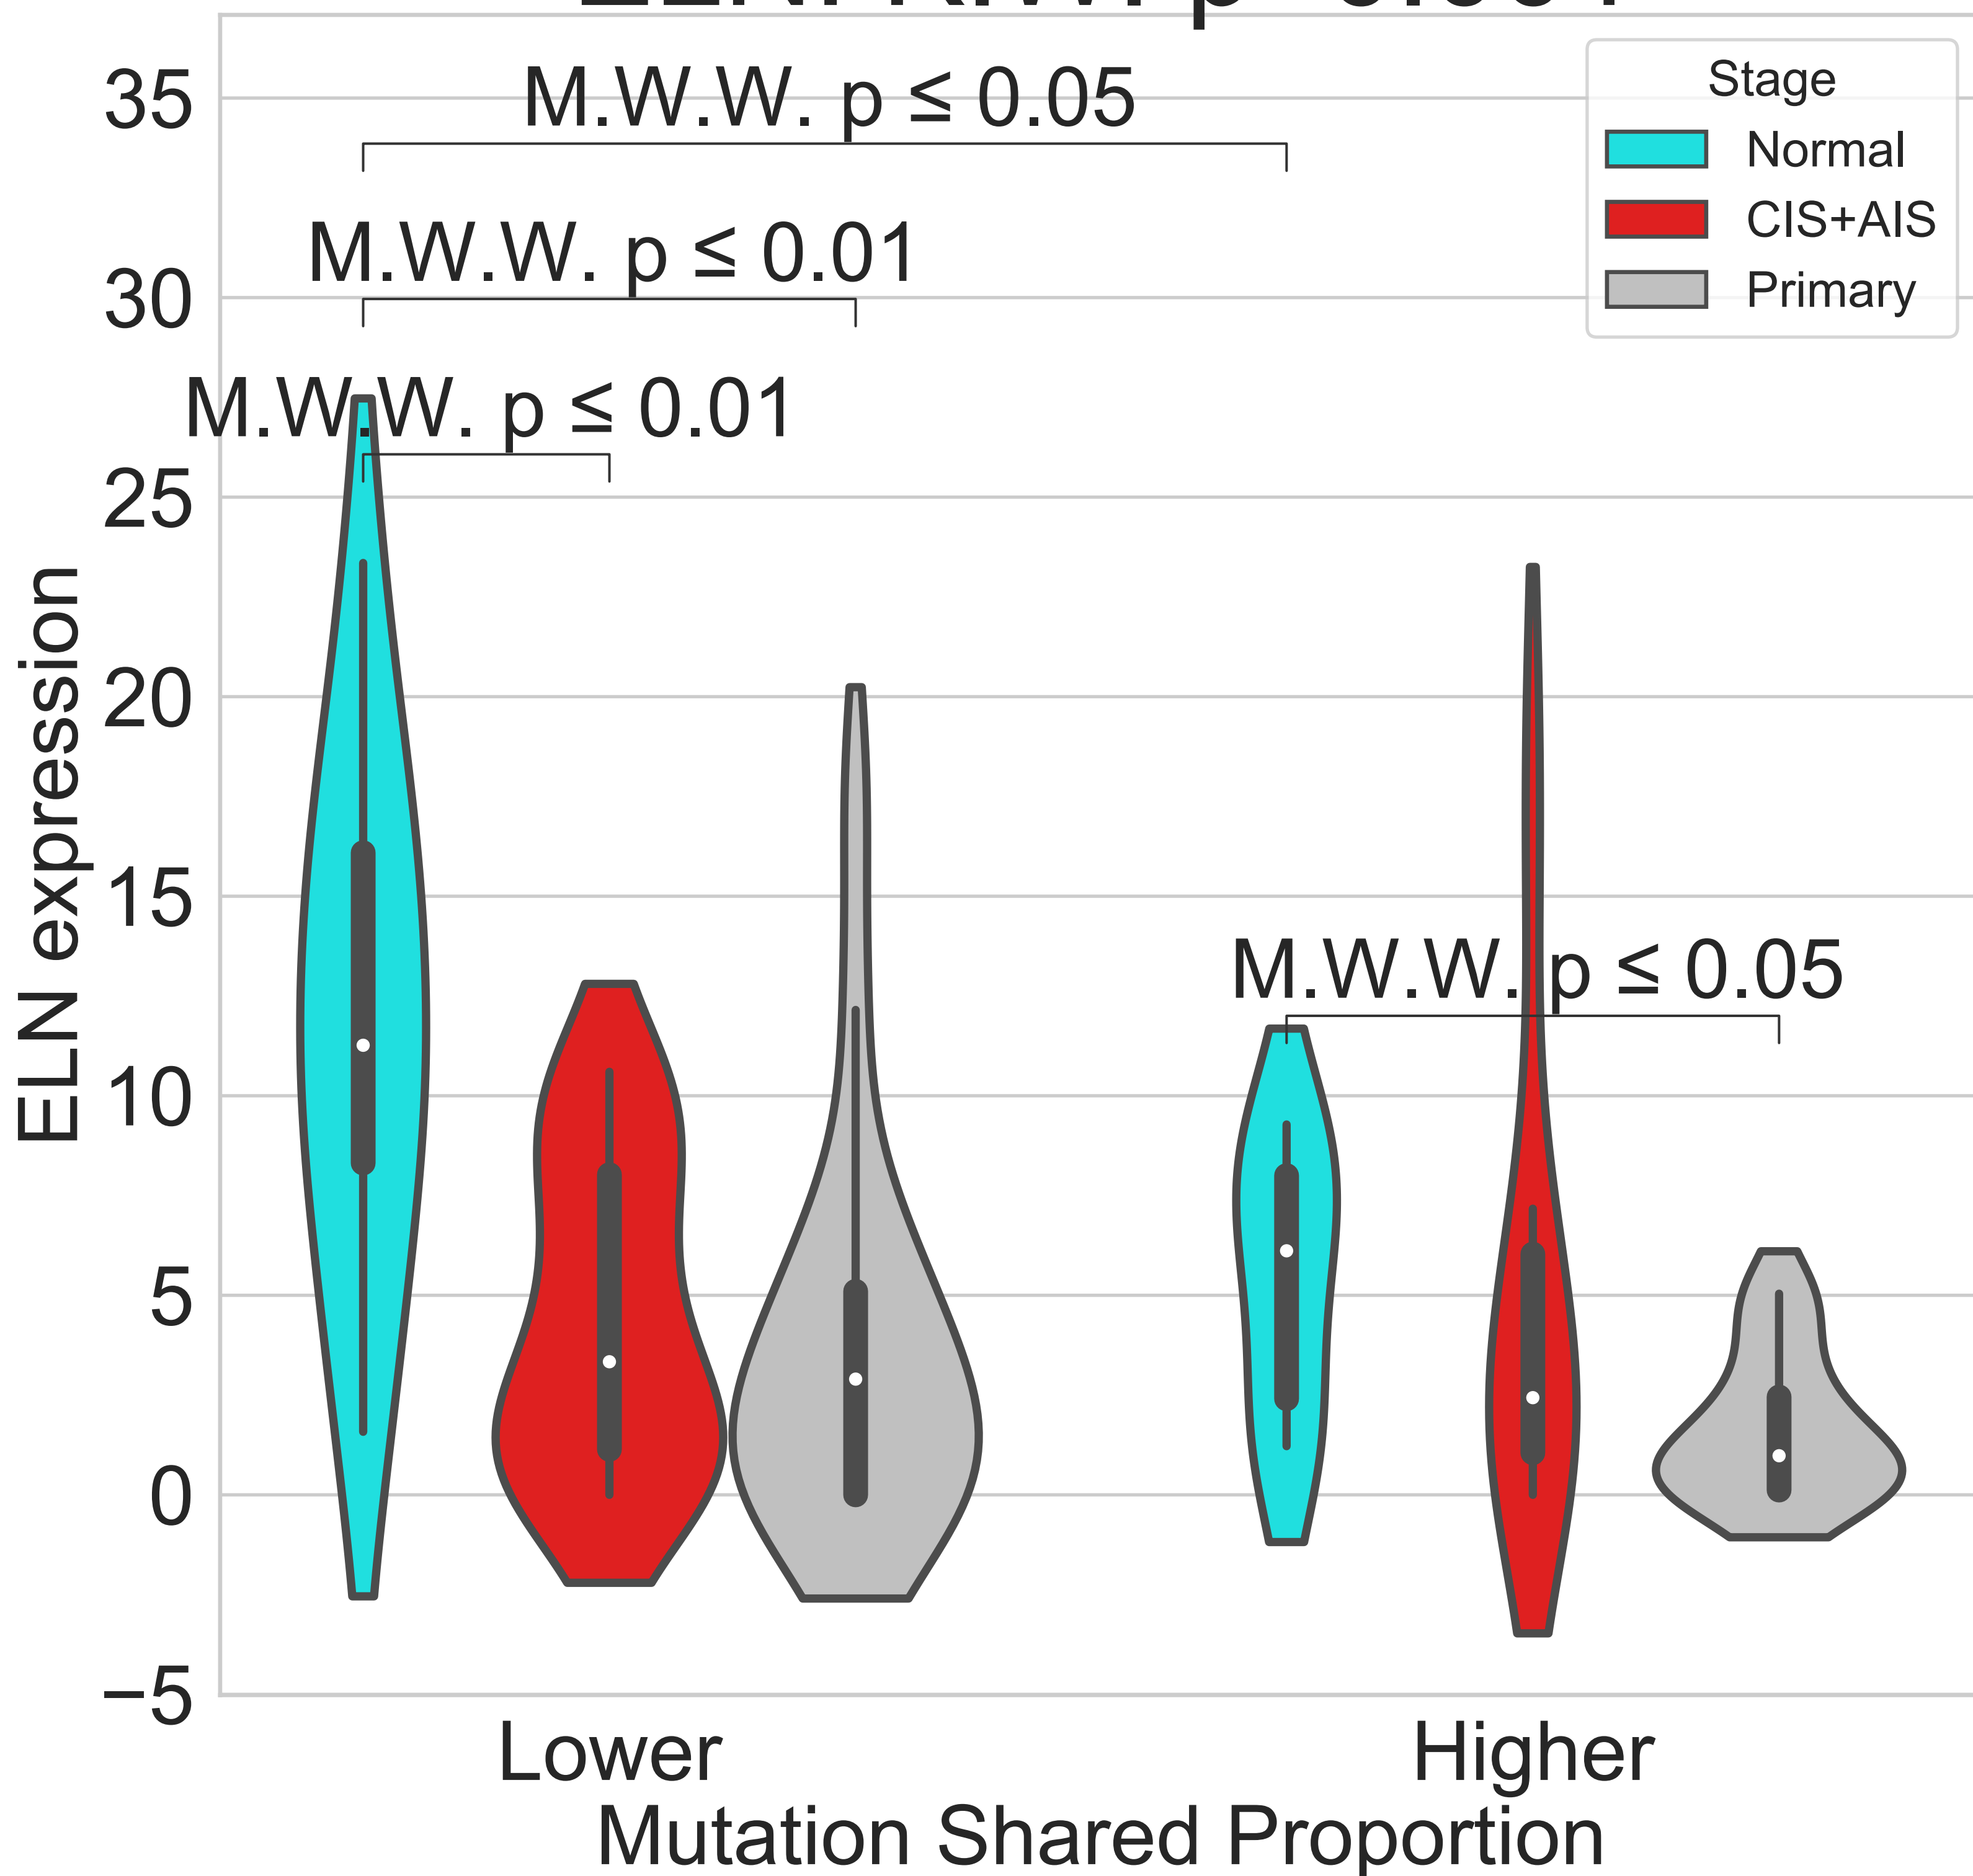 M.W.W. p ≤ 0.05
M.W.W. p ≤ 0.01
M.W.W. p ≤ 0.01
M.W.W. p ≤ 0.05
Stage
Normal
CIS+AIS
Primary
ELN expression
35
30
25
20
15
10
5
0
−5
Lower
Higher
Mutation Shared Proportion